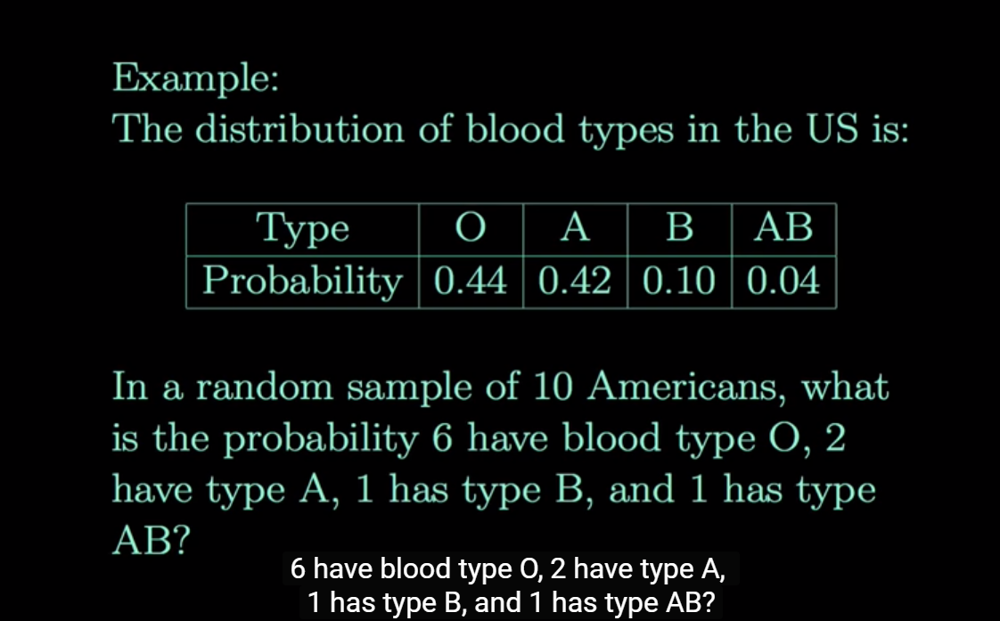 Example:
The distribution of blood types in the US is:
Type O A B AB
Probability 0.44 0.42 0.10 0.04
In a random sample of 10 Americans, what
is the probability 6 have blood type O, 2
have type A, 1 has type B, and 1 has type
AB?
6 have blood type O, 2 have type A,
1 has type B, and 1 has type AB?